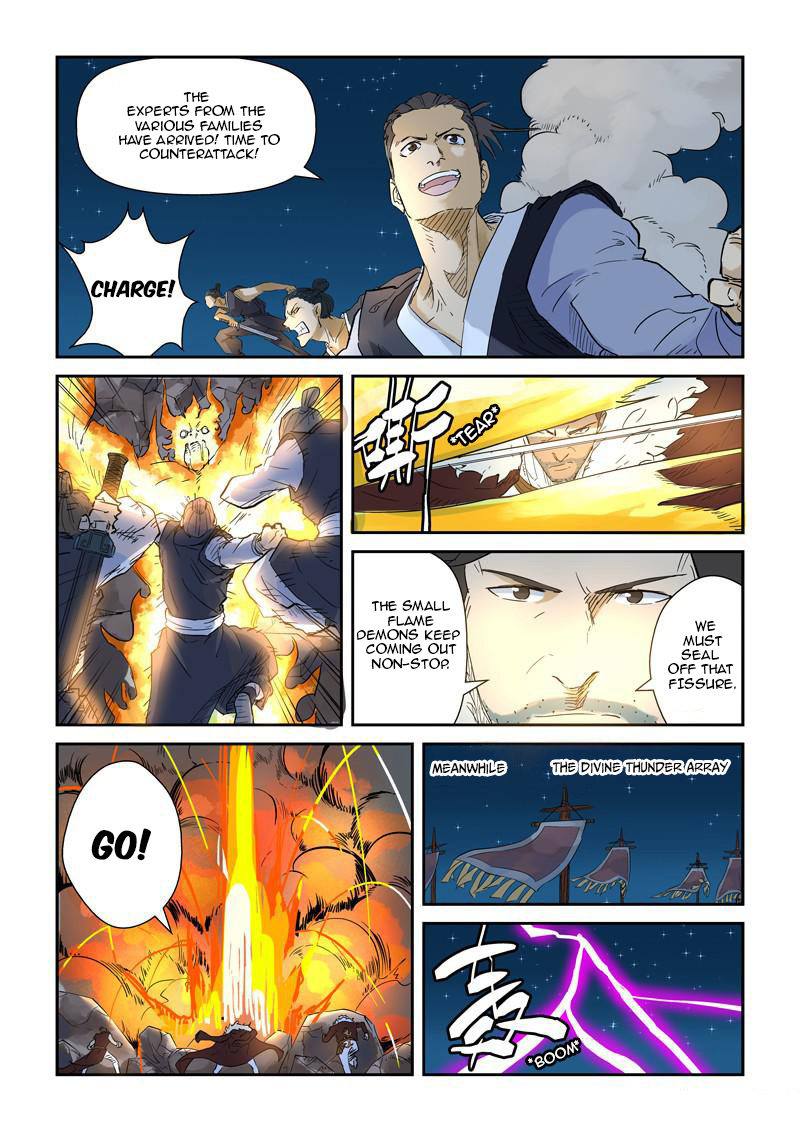 THE
EXPERTS FROM THE
VARIOUS FAMILIES
HAVE ARRIVED! TIME TO
COUNTERATTACK!
CHARGE!
嘶
*TEAR*
THE SMALL
FLAME
DEMONS KEEP
COMING OUT
NON-STOP.
WE
MUST
SEAL
OFF THAT
FISSURE.
GO!
MEANWHILE
THE DIVINE THUNDER ARRAY
轰
*BOOM*